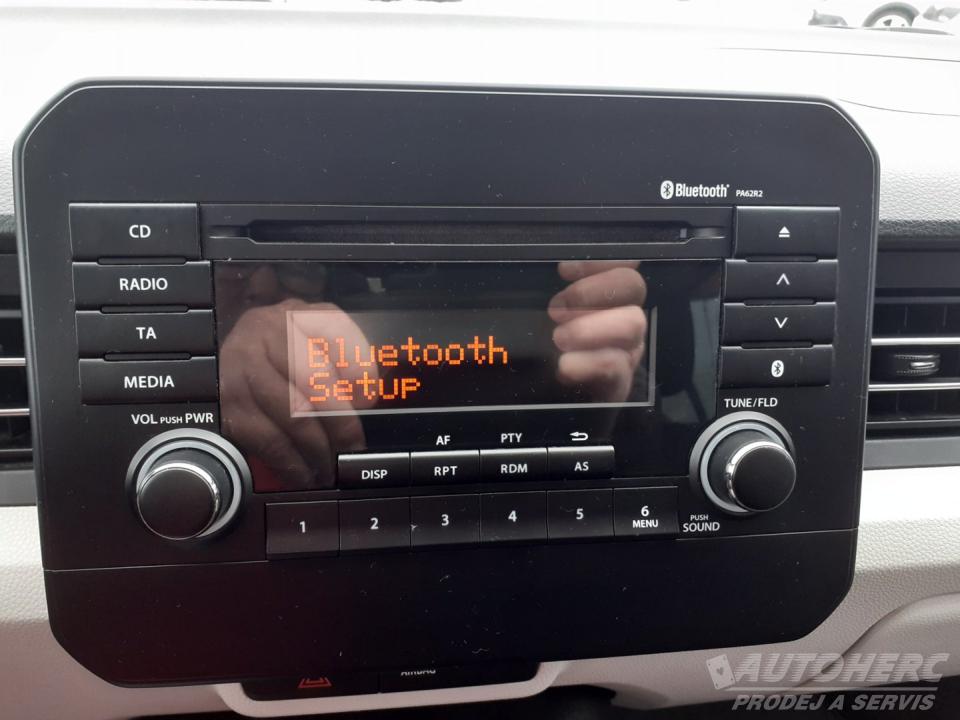 Bluetooth PA62R2
CD
RADIO
TA
MEDIA
Bluetooth
Setup
VOL PUSH PWR
TUNE/FLD
AF PTY
DISP RPT RDM AS
1 2 3 4 5 6
MENU
PUSH
SOUND
AIRBAG
AUTOHERC
PRODEJ A SERVIS